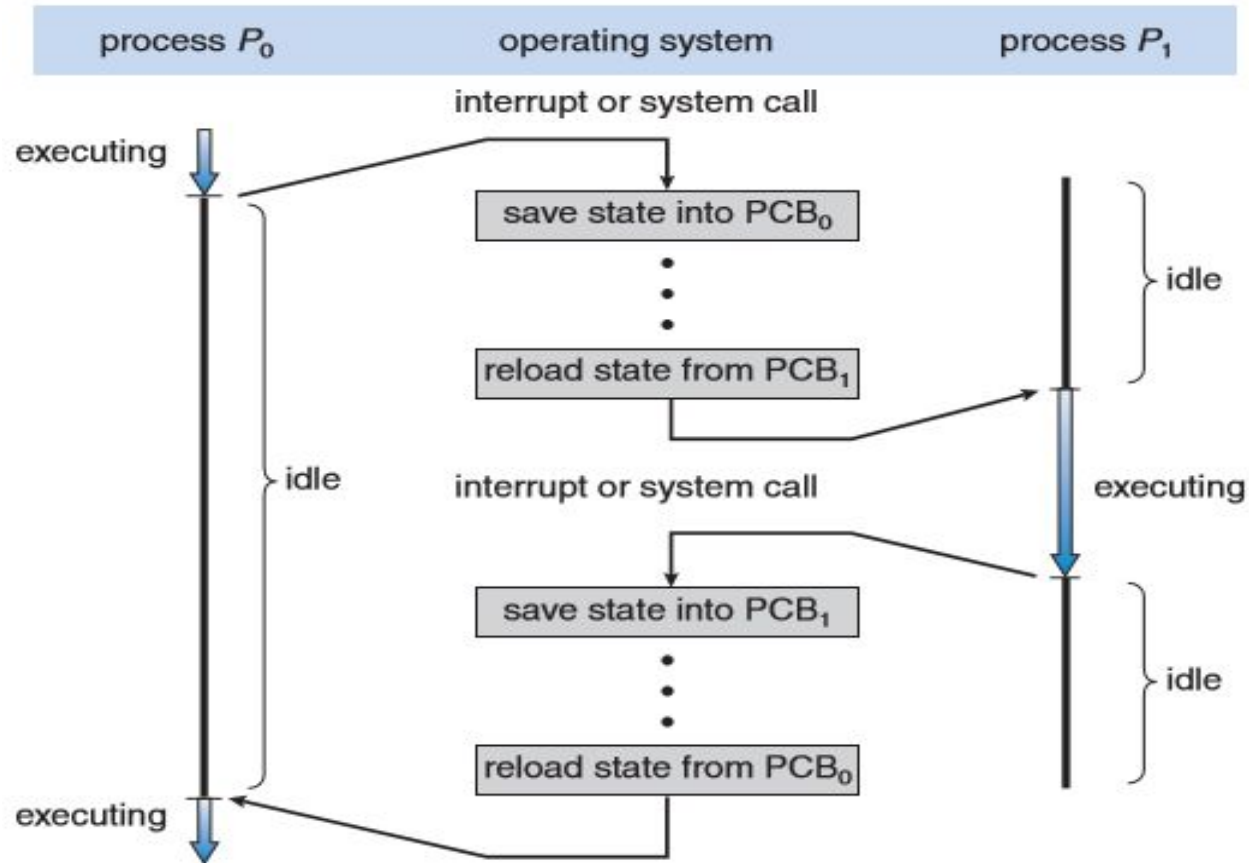 process P₀ operating system process P₁
interrupt or system call
executing
save state into PCB₀
idle
reload state from PCB₁
idle
interrupt or system call
executing
save state into PCB₁
idle
reload state from PCB₀
executing